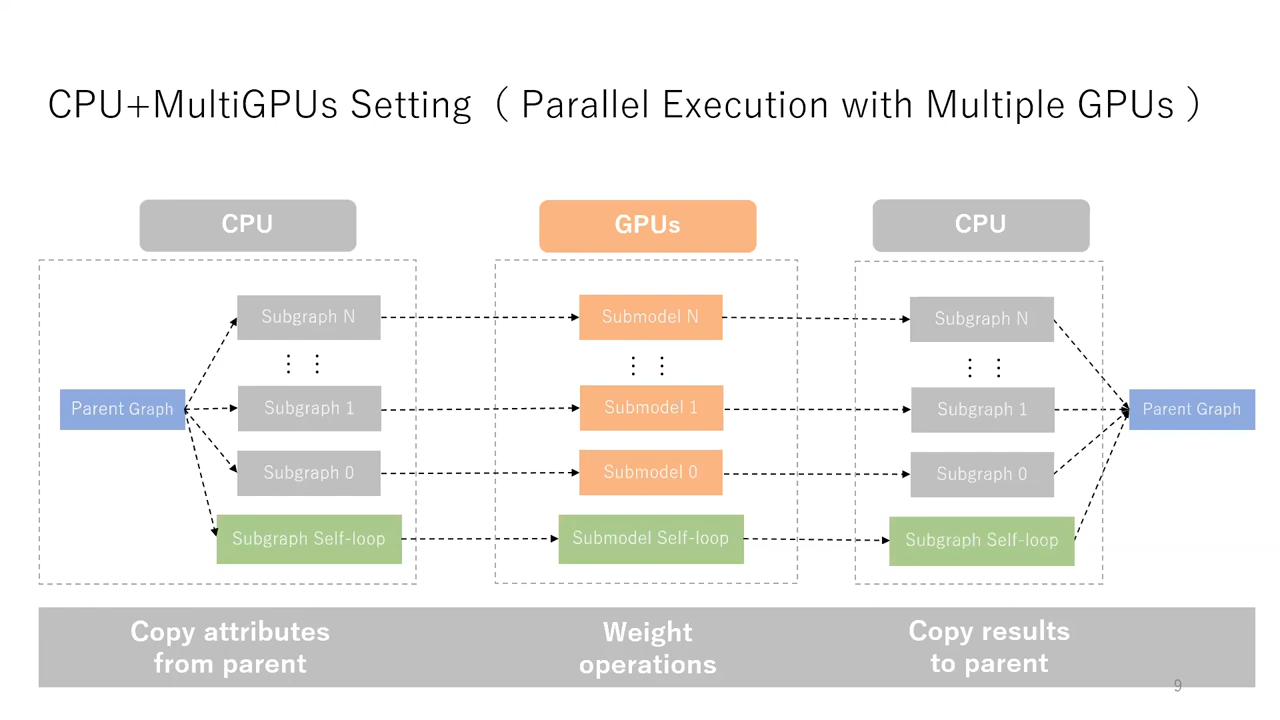 CPU+MultiGPUs Setting（ Parallel Execution with Multiple GPUs ）
CPU
GPUs
CPU
Subgraph N
Submodel N
Subgraph N
Parent Graph
Subgraph 1
Submodel 1
Subgraph 1
Parent Graph
Subgraph 0
Submodel 0
Subgraph 0
Subgraph Self-loop
Submodel Self-loop
Subgraph Self-loop
Copy attributes
from parent
Weight
operations
Copy results
to parent
9